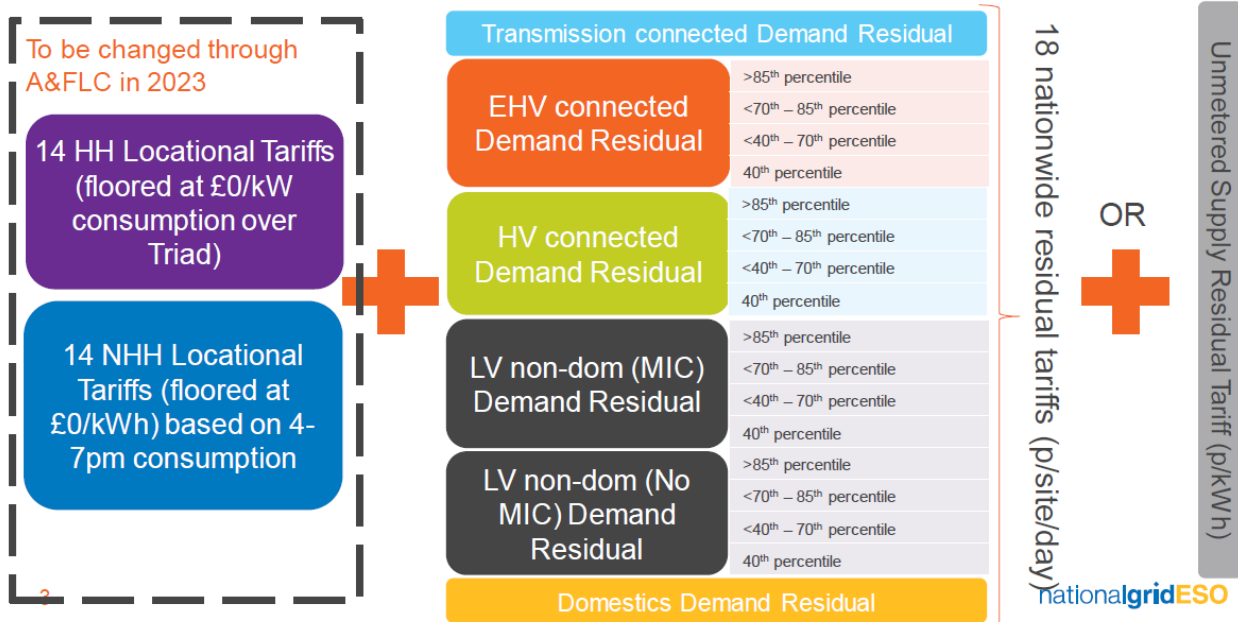 To be changed through
A&FLC in 2023
14 HH Locational Tariffs
(floored at £0/kW
consumption over
Triad)
14 NHH Locational
Tariffs (floored at
£0/kWh) based on 4-
7pm consumption
3
Transmission connected Demand Residual
EHV connected
Demand Residual
>85th percentile
<70th – 85th percentile
<40th – 70th percentile
40th percentile
HV connected
Demand Residual
>85th percentile
<70th – 85th percentile
<40th – 70th percentile
40th percentile
LV non-dom (MIC)
Demand Residual
>85th percentile
<70th – 85th percentile
<40th – 70th percentile
40th percentile
LV non-dom (No
MIC) Demand
Residual
>85th percentile
<70th – 85th percentile
<40th – 70th percentile
40th percentile
Domestics Demand Residual
18 nationwide residual tariffs (p/site/day)
OR
Unmetered Supply Residual Tariff (p/kWh)
nationalgridESO